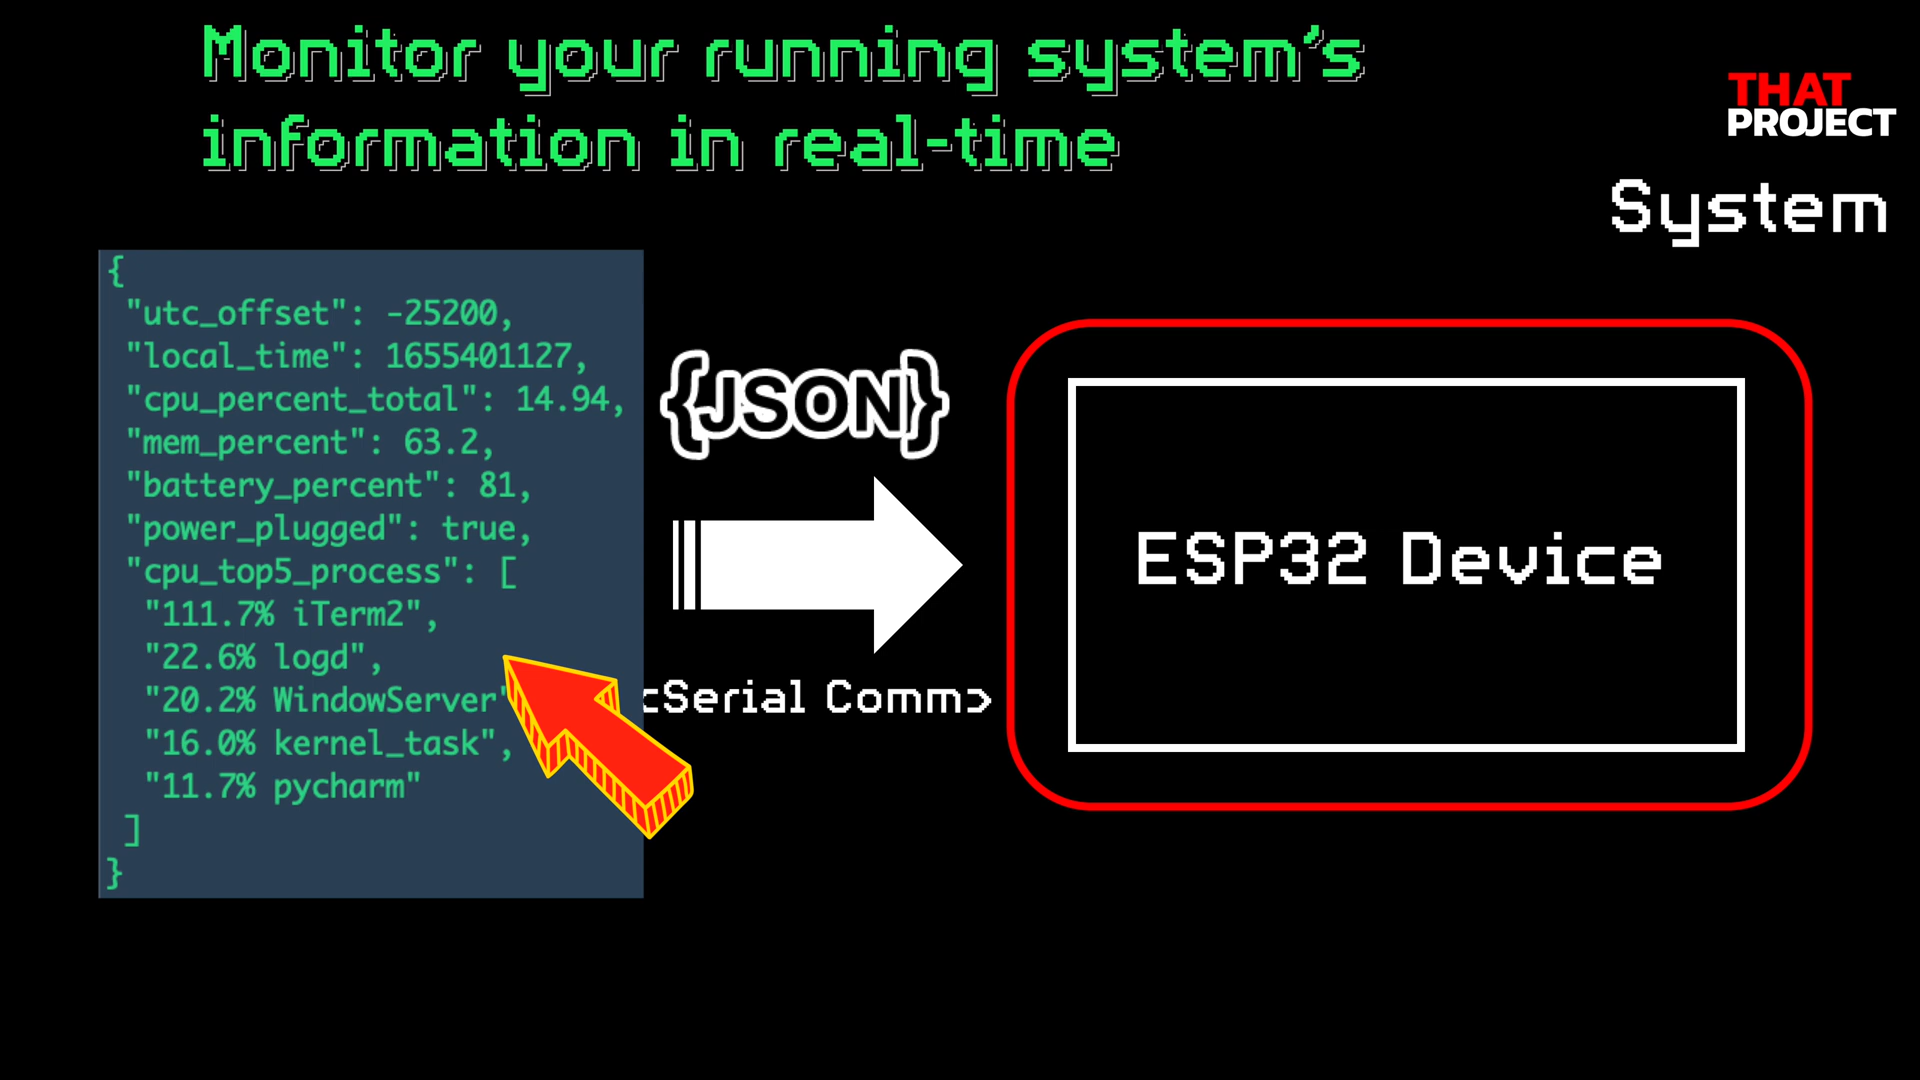 Monitor your running system's
information in real-time
THAT
PROJECT
System
{
"utc_offset": -25200,
"local_time": 1655401127,
"cpu_percent_total": 14.94,
"mem_percent": 63.2,
"battery_percent": 81,
"power_plugged": true,
"cpu_top5_process": [
"111.7% iTerm2",
"22.6% logd",
"20.2% WindowServer"
"16.0% kernel_task",
"11.7% pycharm"
]
}
{JSON}
<Serial Comm>
ESP32 Device